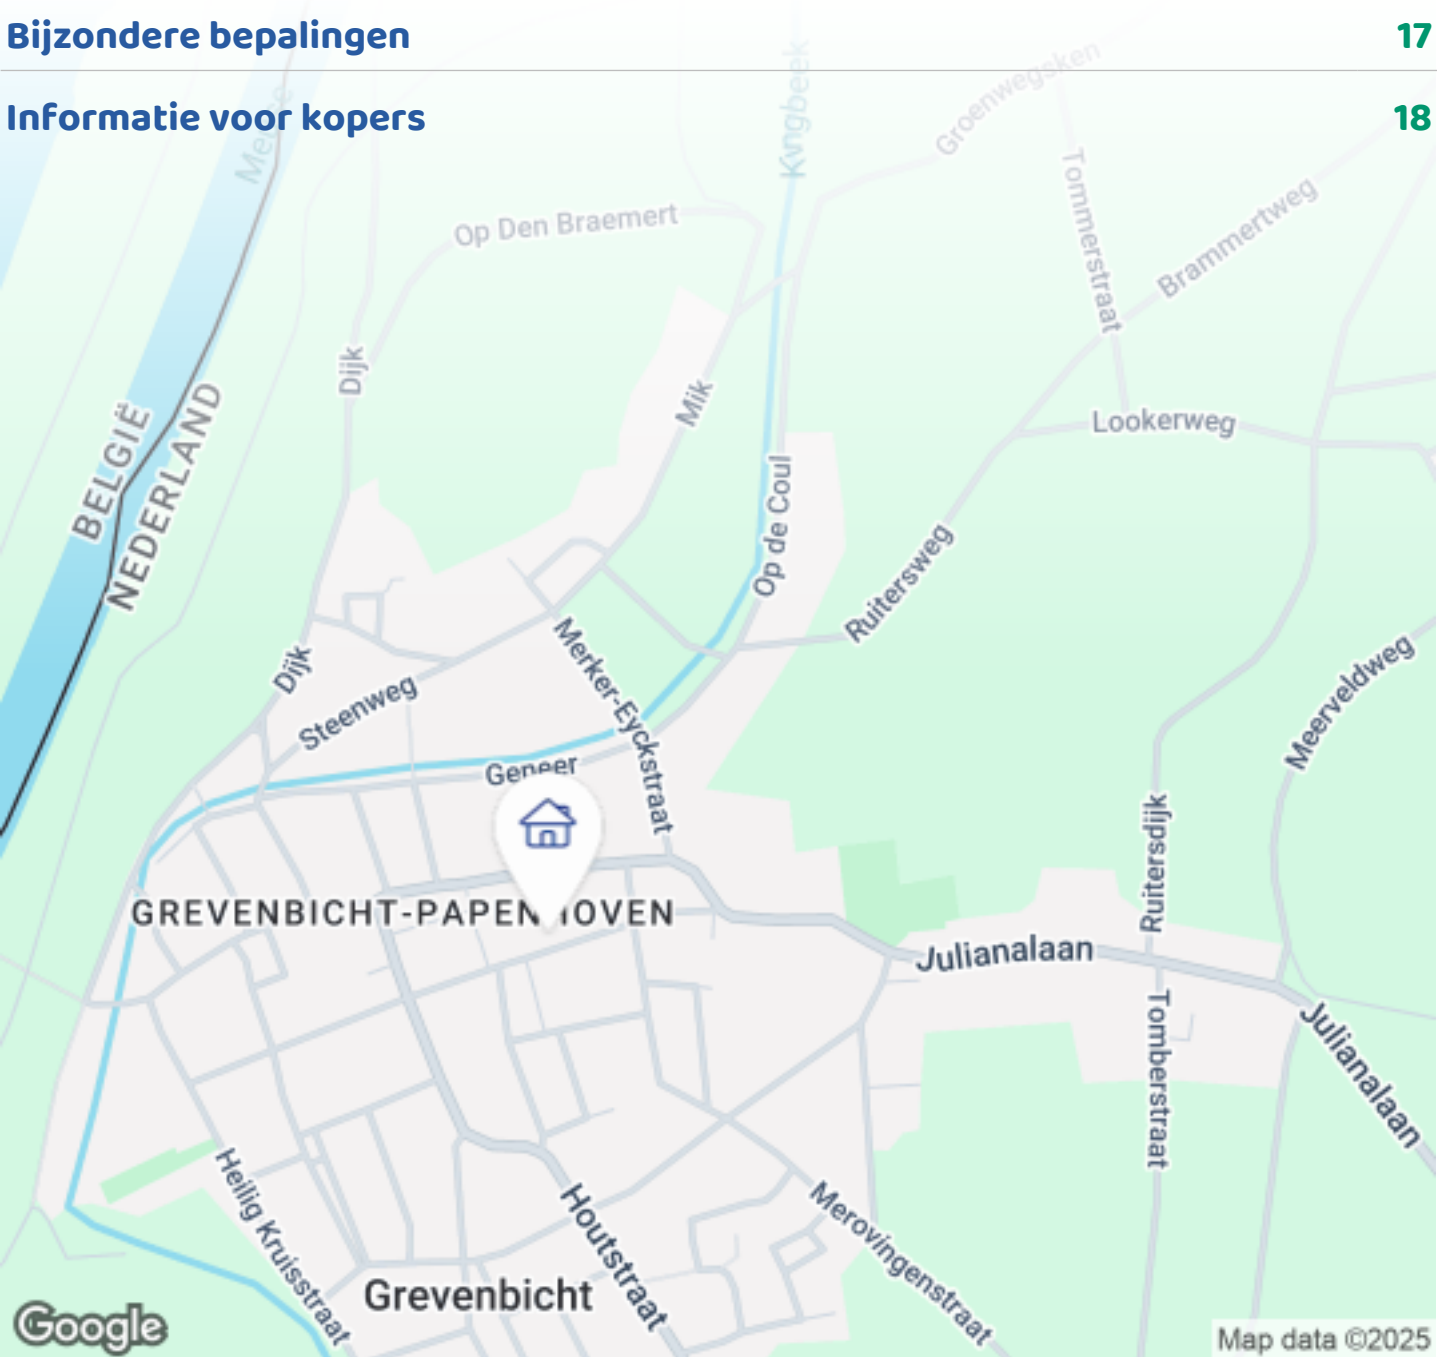 Bijzondere bepalingen 17
Informatie voor kopers 18
Kingbeek
Groenwegsken
Tommerstraat
Brammertweg
Op Den Braemert
Dijk
Mik
BELGIË
NEDERLAND
Lookerweg
Op de Coul
Ruitersweg
Merker-Eyckstraat
Dijk
Steenweg
Meerveldweg
Geneer
Ruitersdijk
GREVENBICHT-PAPENHOVEN
Julianalaan
Tomberstraat
Julianalaan
Heilig Kruisstraat
Houtstraat
Merovingenstraat
Grevenbicht
Google
Map data ©2025